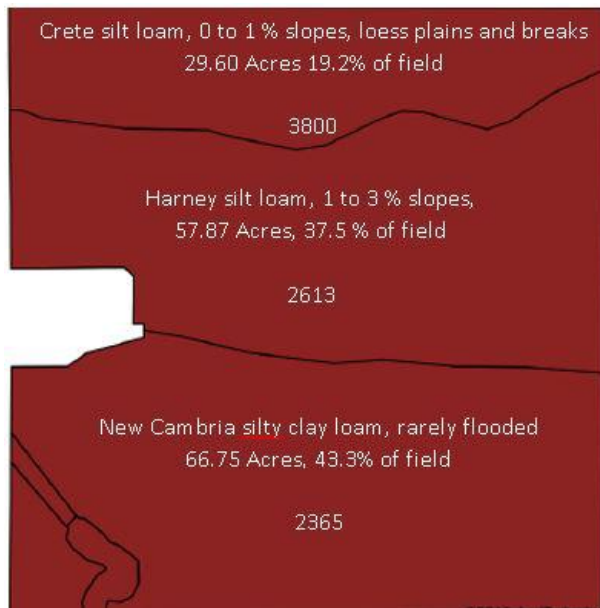 Crete silt loam, 0 to 1 % slopes, loess plains and breaks
29.60 Acres 19.2% of field
3800
Harney silt loam, 1 to 3 % slopes,
57.87 Acres, 37.5 % of field
2613
New Cambria silty clay loam, rarely flooded
66.75 Acres, 43.3% of field
2365